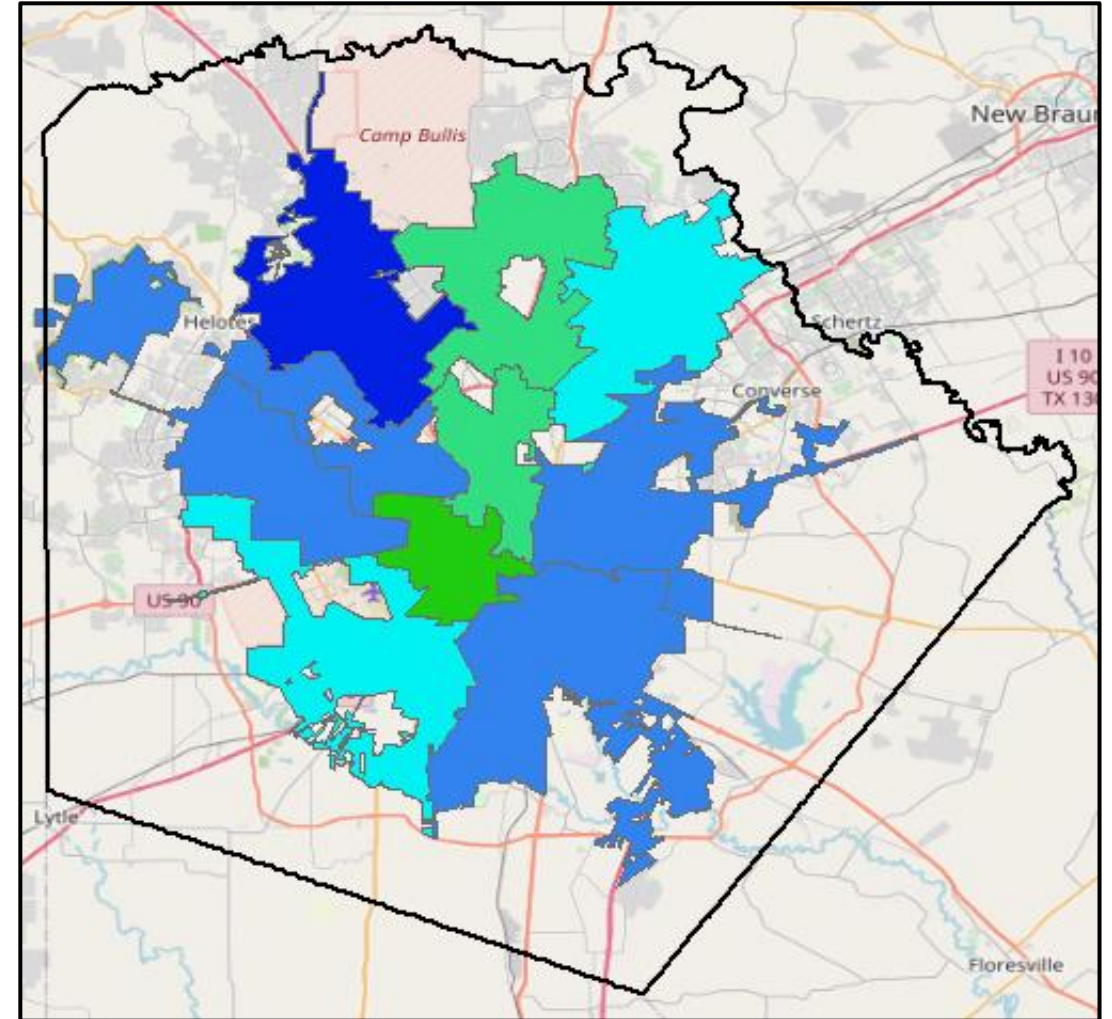 Camp Bullis
New Braun
Helotes
Schertz
I 10
US 90
TX 130
Converse
US 90
Lytle
Floresville